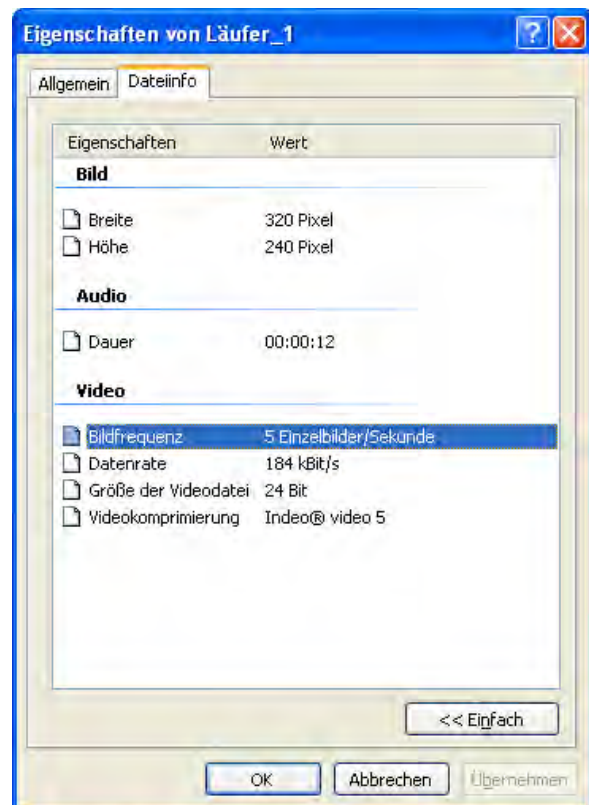 Eigenschaften von Läufer_1
Allgemein Dateiinfo
Eigenschaften Wert
Bild
Breite 320 Pixel
Höhe 240 Pixel
Audio
Dauer 00:00:12
Video
Bildfrequenz 5 Einzelbilder/Sekunde
Datenrate 184 kBit/s
Größe der Videodatei 24 Bit
Videokomprimierung Indeo® video 5
<< Einfach
OK Abbrechen Übernehmen